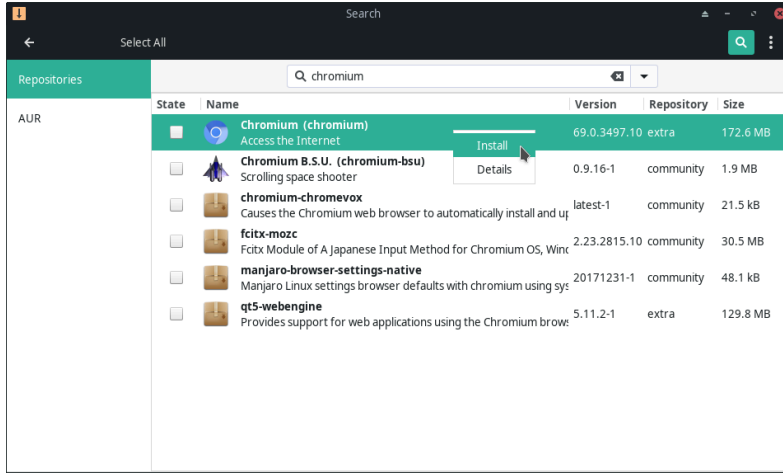 Search
Select All
chromium
Repositories
AUR
State Name Version Repository Size
Chromium (chromium)
Access the Internet
69.0.3497.10 extra 172.6 MB
Install
Details
Chromium B.S.U. (chromium-bsu)
Scrolling space shooter
0.9.16-1 community 1.9 MB
chromium-chromevox
Causes the Chromium web browser to automatically install and up
latest-1 community 21.5 kB
fcitx-mozc
Fcitx Module of A Japanese Input Method for Chromium OS, Winc
2.23.2815.10 community 30.5 MB
manjaro-browser-settings-native
Manjaro Linux settings browser defaults with chromium using sys
20171231-1 community 48.1 kB
qt5-webengine
Provides support for web applications using the Chromium brows
5.11.2-1 extra 129.8 MB